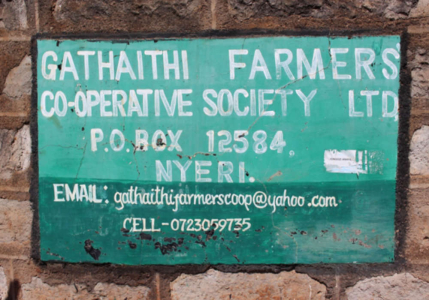 GATHAITHI FARMERS'
CO-OPERATIVE SOCIETY LTD
P.O. BOX 12584,
NYERI.
EMAIL: gathaithifarmerscoop@yahoo.com
CELL-0723059735